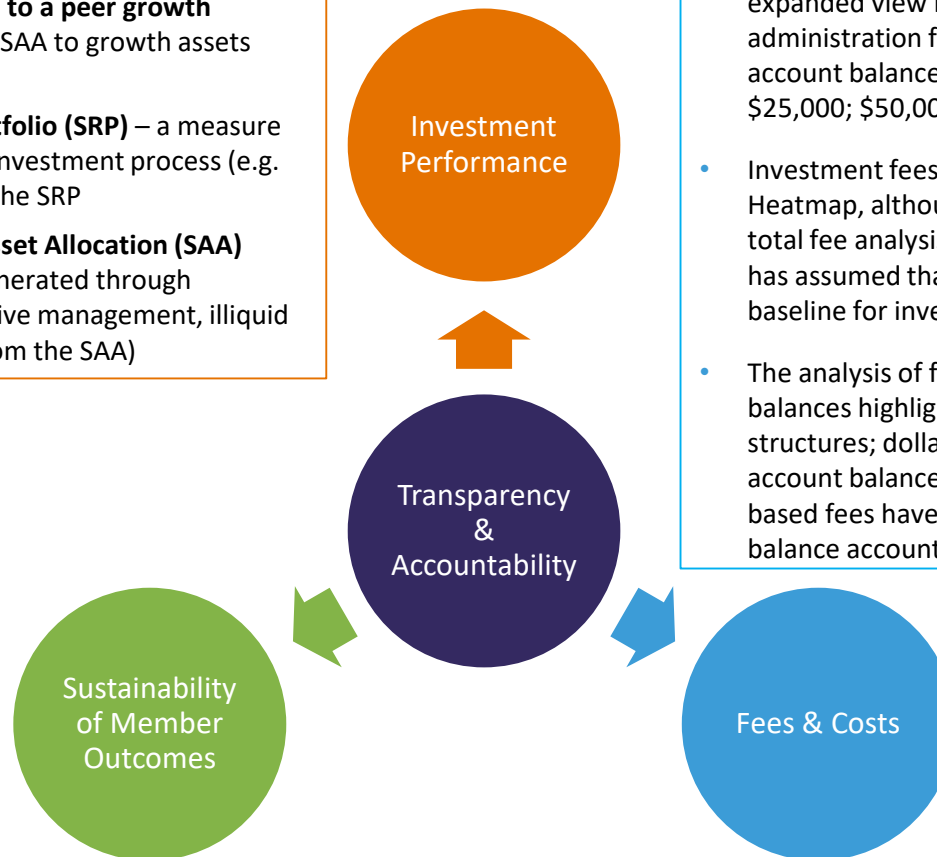 to a peer growth
SAA to growth assets
tfolio (SRP) – a measure
nvestment process (e.g.
he SRP
set Allocation (SAA)
nerated through
ive management, illiquid
om the SAA)
Investment
Performance
expanded view
administration f
account balance
$25,000; $50,00
• Investment fees
Heatmap, althou
total fee analysi
has assumed tha
baseline for inve
• The analysis of f
balances highlig
structures; dolla
account balance
based fees have
balance account
Transparency
&
Accountability
Sustainability
of Member
Outcomes
Fees & Costs